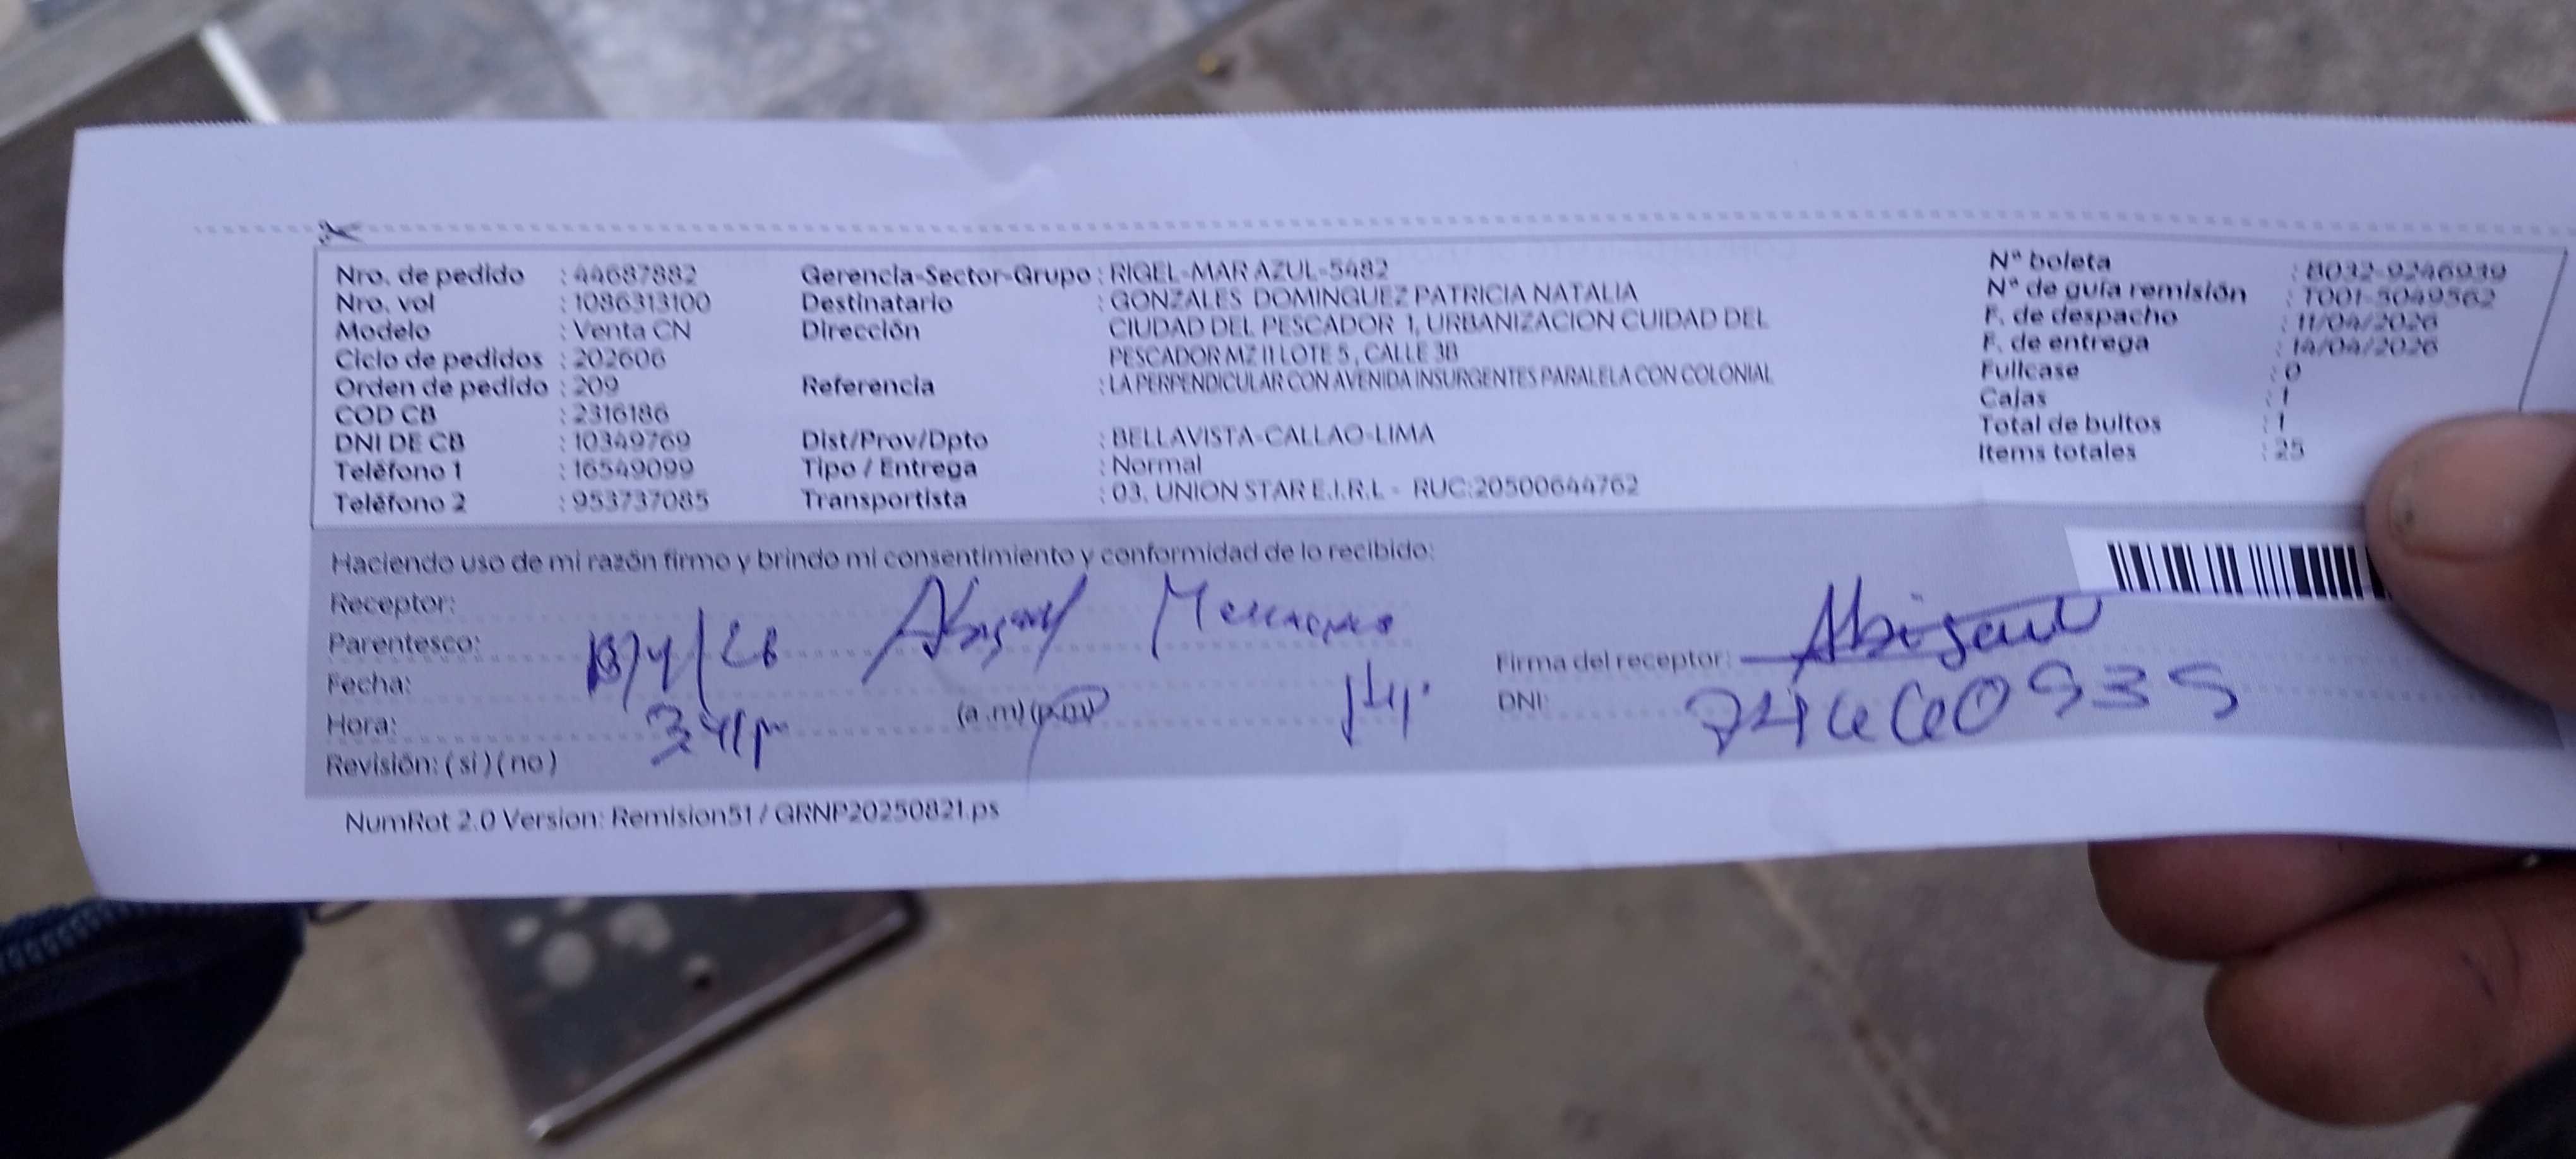 Nro. de pedido : 44687882
Nro. vol : 1086313100
Modelo : Venta CN
Ciclo de pedidos : 202606
Orden de pedido : 209
COD CB : 2316186
DNI DE CB : 10349769
Teléfono 1 : 16549099
Teléfono 2 : 953737085
Gerencia-Sector-Grupo : RIGEL-MAR AZUL-5482
Destinatario : GONZALES DOMINGUEZ PATRICIA NATALIA
Dirección CIUDAD DEL PESCADOR 1, URBANIZACION CUIDAD DEL
PESCADOR MZ II LOTE 5 , CALLE 3B
Referencia : LA PERPENDICULAR CON AVENIDA INSURGENTES PARALELA CON COLONIAL
Dist/Prov/Dpto : BELLAVISTA-CALLAO-LIMA
Tipo / Entrega : Normal
Transportista : 03. UNION STAR E.I.R.L - RUC:20500644762
N° boleta : B032-9246939
N° de guía remisión : T001-5049562
F. de despacho : 11/04/2026
F. de entrega : 14/04/2026
Fullcase : 0
Cajas : 1
Total de bultos : 1
Items totales : 25
Haciendo uso de mi razón firmo y brindo mi consentimiento y conformidad de lo recibido:
Receptor:
Parentesco: Abigail
Fecha:
Hora: 3:41pm (a.m) (p.m)
Revisión: ( si ) ( no )
Firma del receptor: Abigail
DNI:
NumRot 2.0 Version: Remision51 / GRNP20250821.ps